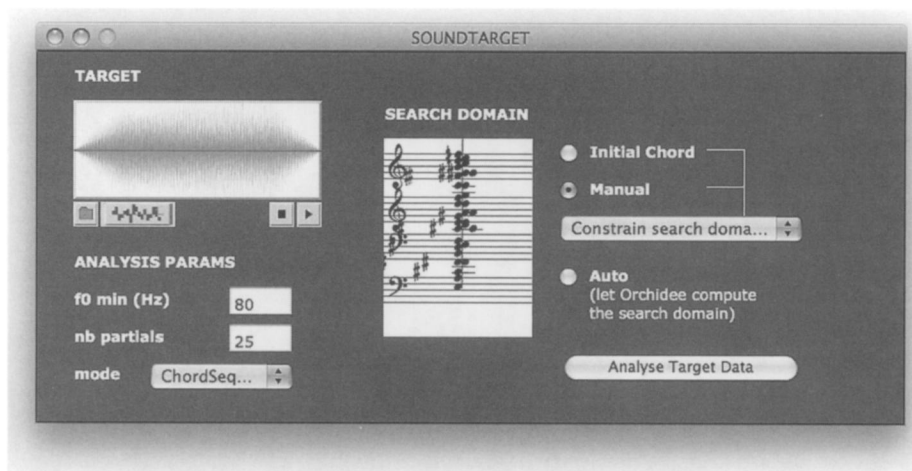 SOUNDTARGET
TARGET
ANALYSIS PARAMS
f0 min (Hz)
80
nb partials
25
mode
ChordSeq...
SEARCH DOMAIN
Initial Chord
Manual
Constrain search doma...
Auto
(let Orchidee compute
the search domain)
Analyse Target Data